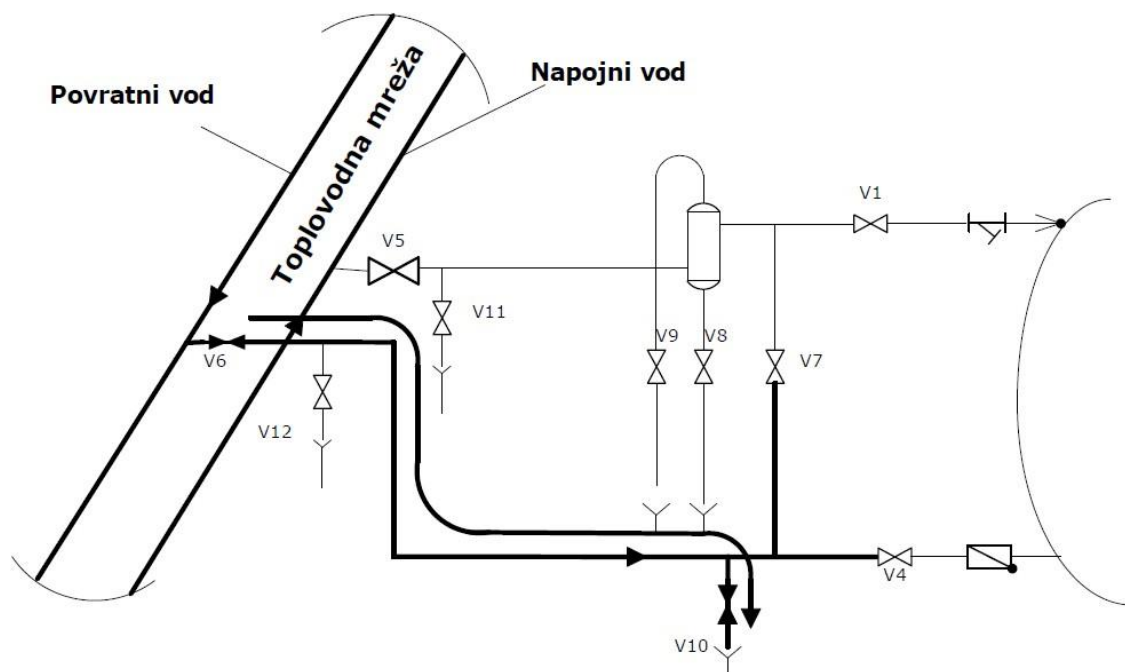 Povratni vod
Toplovodna mreža
Napojni vod
V1
V5
V11
V9
V8
V7
V6
V12
V4
V10